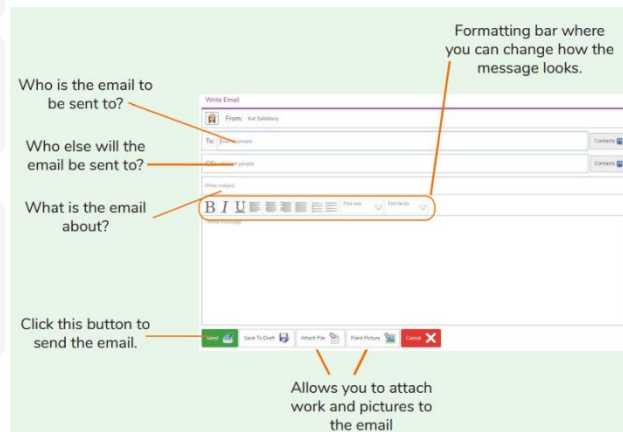 Formatting bar where
you can change how the
message looks.
Who is the email to
be sent to?
Write Email
From: Kat Salisbury
To: people
Contacts
Who else will the
email be sent to?
CC: people
Contacts
Write subject
What is the email
about?
B I U Font size Font family
Write message
Click this button to
send the email.
Send Save To Draft Attach File Paint Picture Cancel
Allows you to attach
work and pictures to
the email